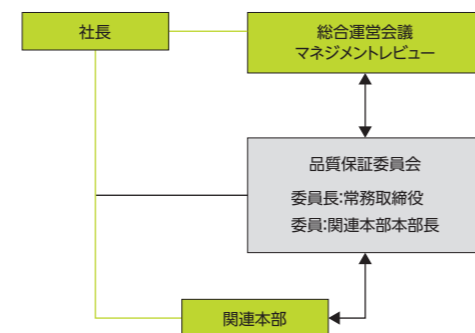 社長
総合運営会議
マネジメントレビュー
品質保証委員会
委員長:常務取締役
委員:関連本部本部長
関連本部